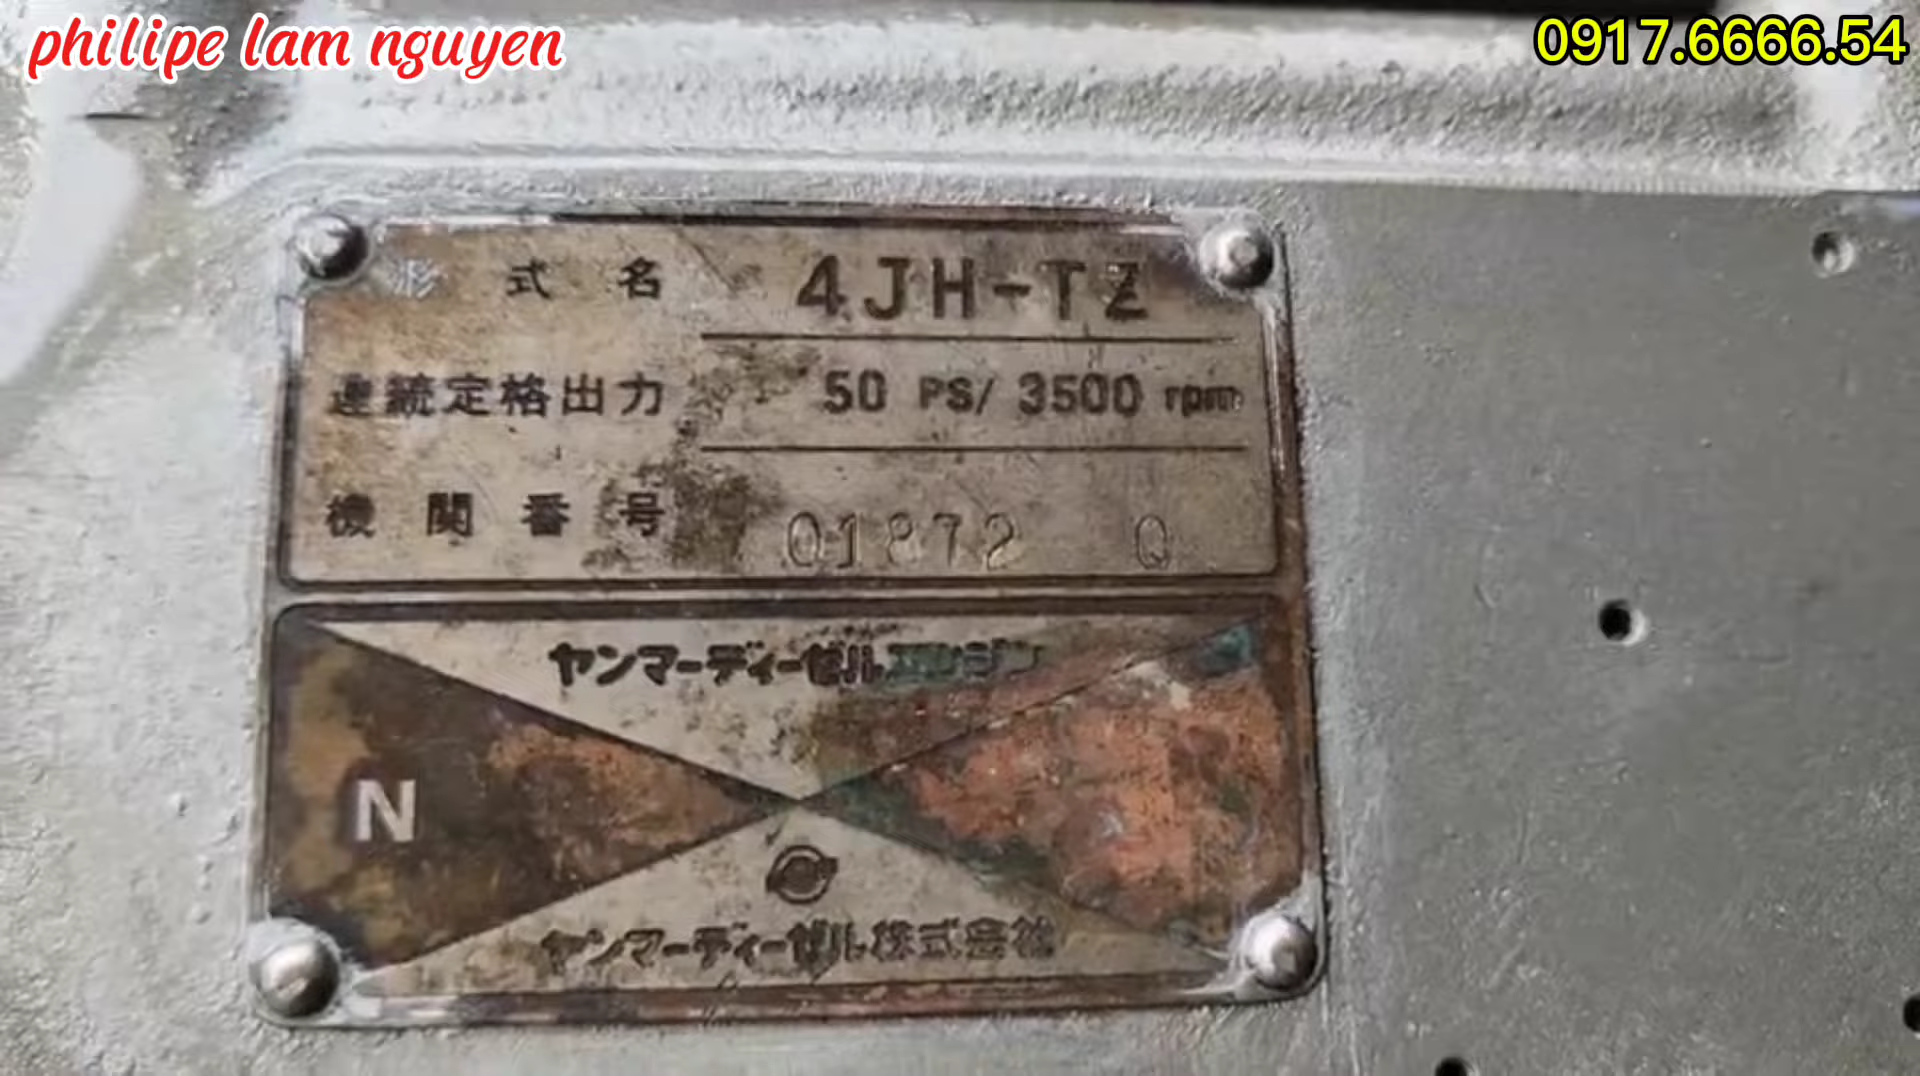 philipe lam nguyen
0917.6666.54
形式名 4JH-TZ
連続定格出力 50 PS/ 3500 rpm
機関番号 01872 Q
ヤンマーディーゼルエンジン
N
ヤンマーディーゼル株式会社